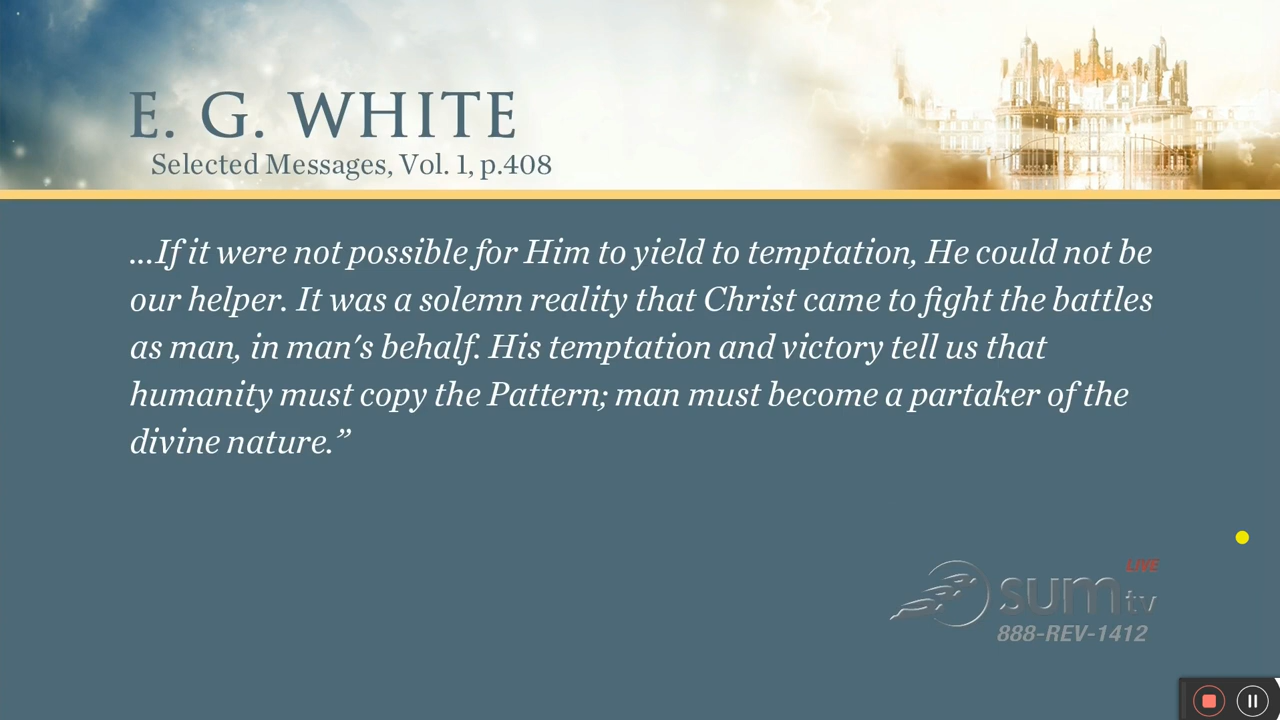 E. G. WHITE
Selected Messages, Vol. 1, p.408
...If it were not possible for Him to yield to temptation, He could not be
our helper. It was a solemn reality that Christ came to fight the battles
as man, in man's behalf. His temptation and victory tell us that
humanity must copy the Pattern; man must become a partaker of the
divine nature.”
LIVE
sumtv
888-REV-1412